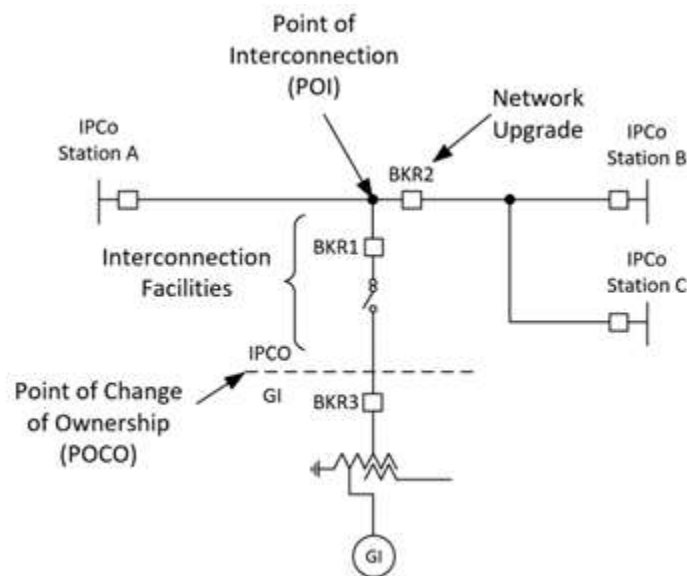 Point of
Interconnection
(POI)
Network
Upgrade
IPCo
Station A
BKR2
IPCo
Station B
BKR1
Interconnection
Facilities
IPCo
Station C
IPCO
Point of Change
of Ownership
(POCO)
GI
BKR3
GI